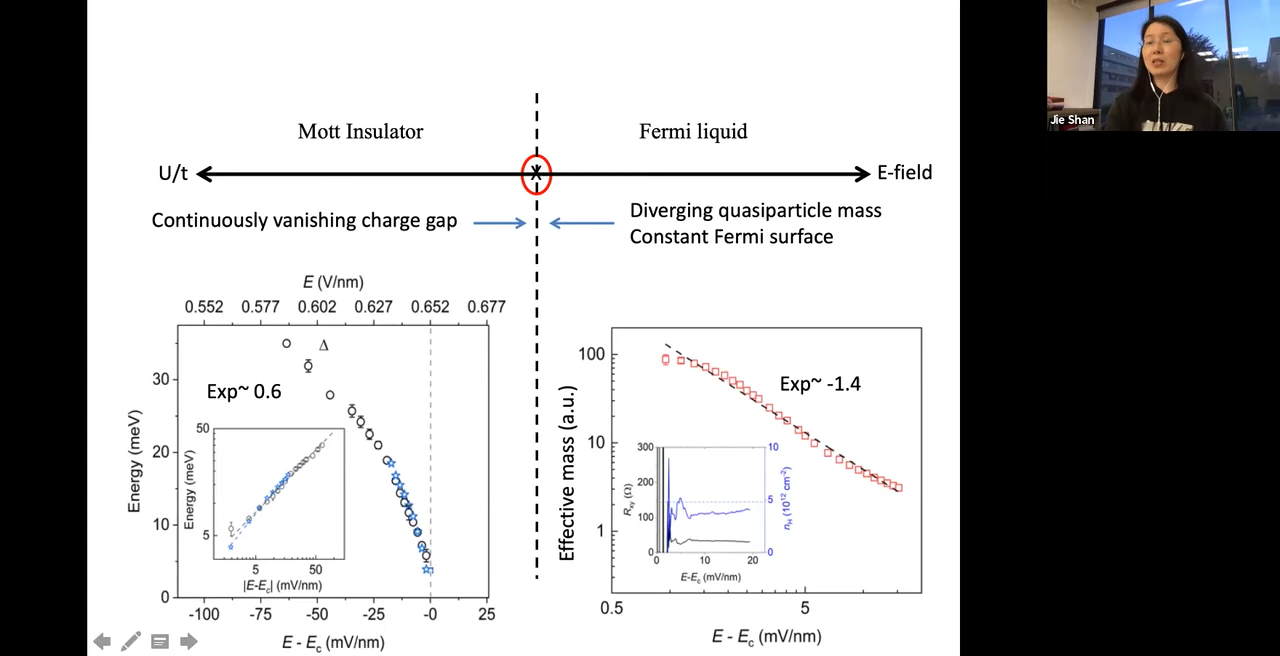 Jie Shan
Mott Insulator
Fermi liquid
U/t
X
E-field
Continuously vanishing charge gap
Diverging quasiparticle mass
Constant Fermi surface
E (V/nm)
0.552 0.577 0.602 0.627 0.652 0.677
Δ
Exp~ 0.6
Energy (meV)
30
20
10
0
50
5
Energy (meV)
5 50
|E-Ec| (mV/nm)
-100 -75 -50 -25 -0 25
E - Ec (mV/nm)
Exp~ -1.4
Effective mass (a.u.)
100
10
1
300
200
100
0
Rxy (Ω)
10
5
0
nH (10¹² cm⁻²)
0 10 20
E-Ec (mV/nm)
0.5 5
E - Ec (mV/nm)